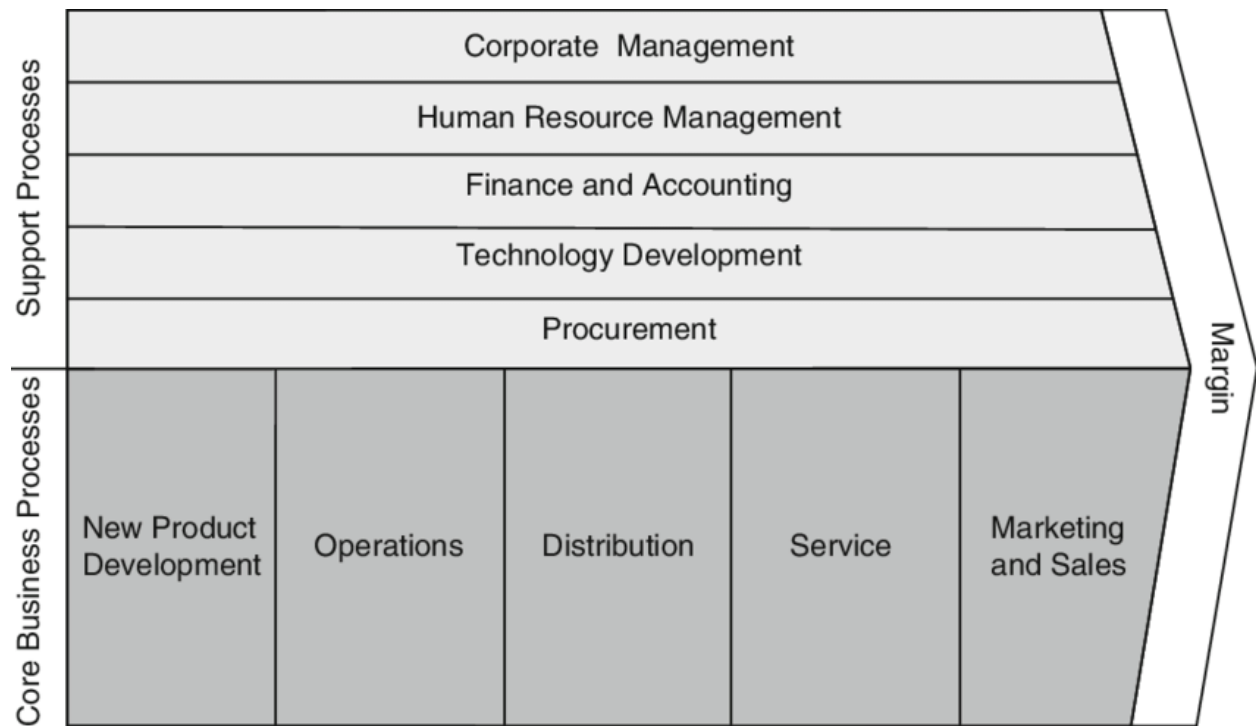 Support Processes
Corporate Management
Human Resource Management
Finance and Accounting
Technology Development
Procurement
Margin
Core Business Processes
New Product
Development
Operations
Distribution
Service
Marketing
and Sales